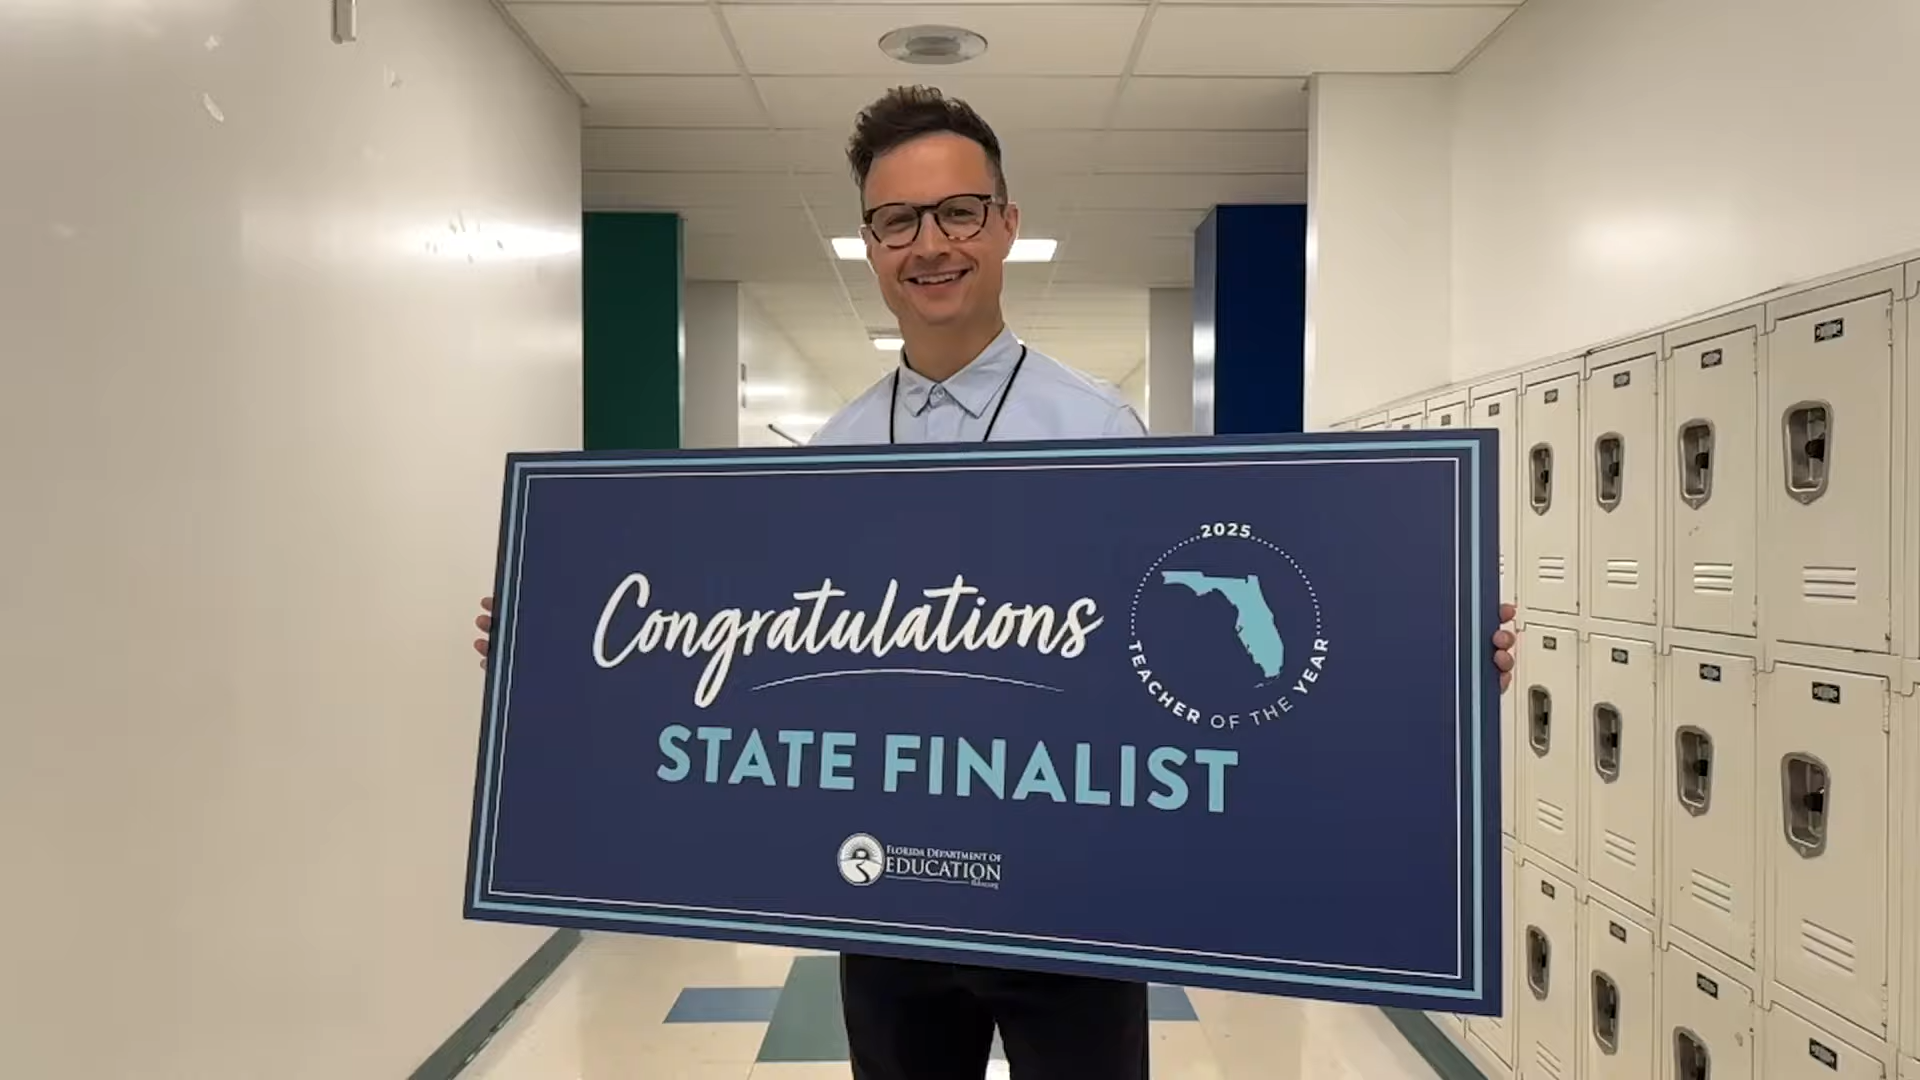 2025
TEACHER OF THE YEAR
Congratulations
STATE FINALIST
FLORIDA DEPARTMENT OF
EDUCATION